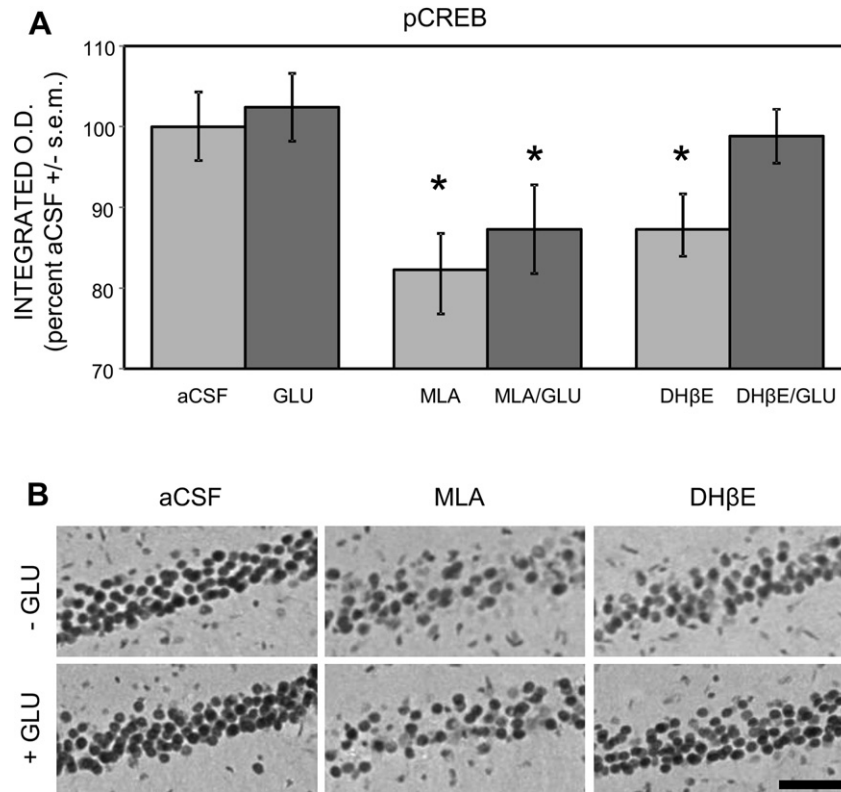 A
pCREB
INTEGRATED O.D.
(percent aCSF +/- s.e.m.)
110
100
90
80
70
*
*
*
aCSF
GLU
MLA
MLA/GLU
DHβE
DHβE/GLU
B
aCSF
MLA
DHβE
- GLU
+ GLU